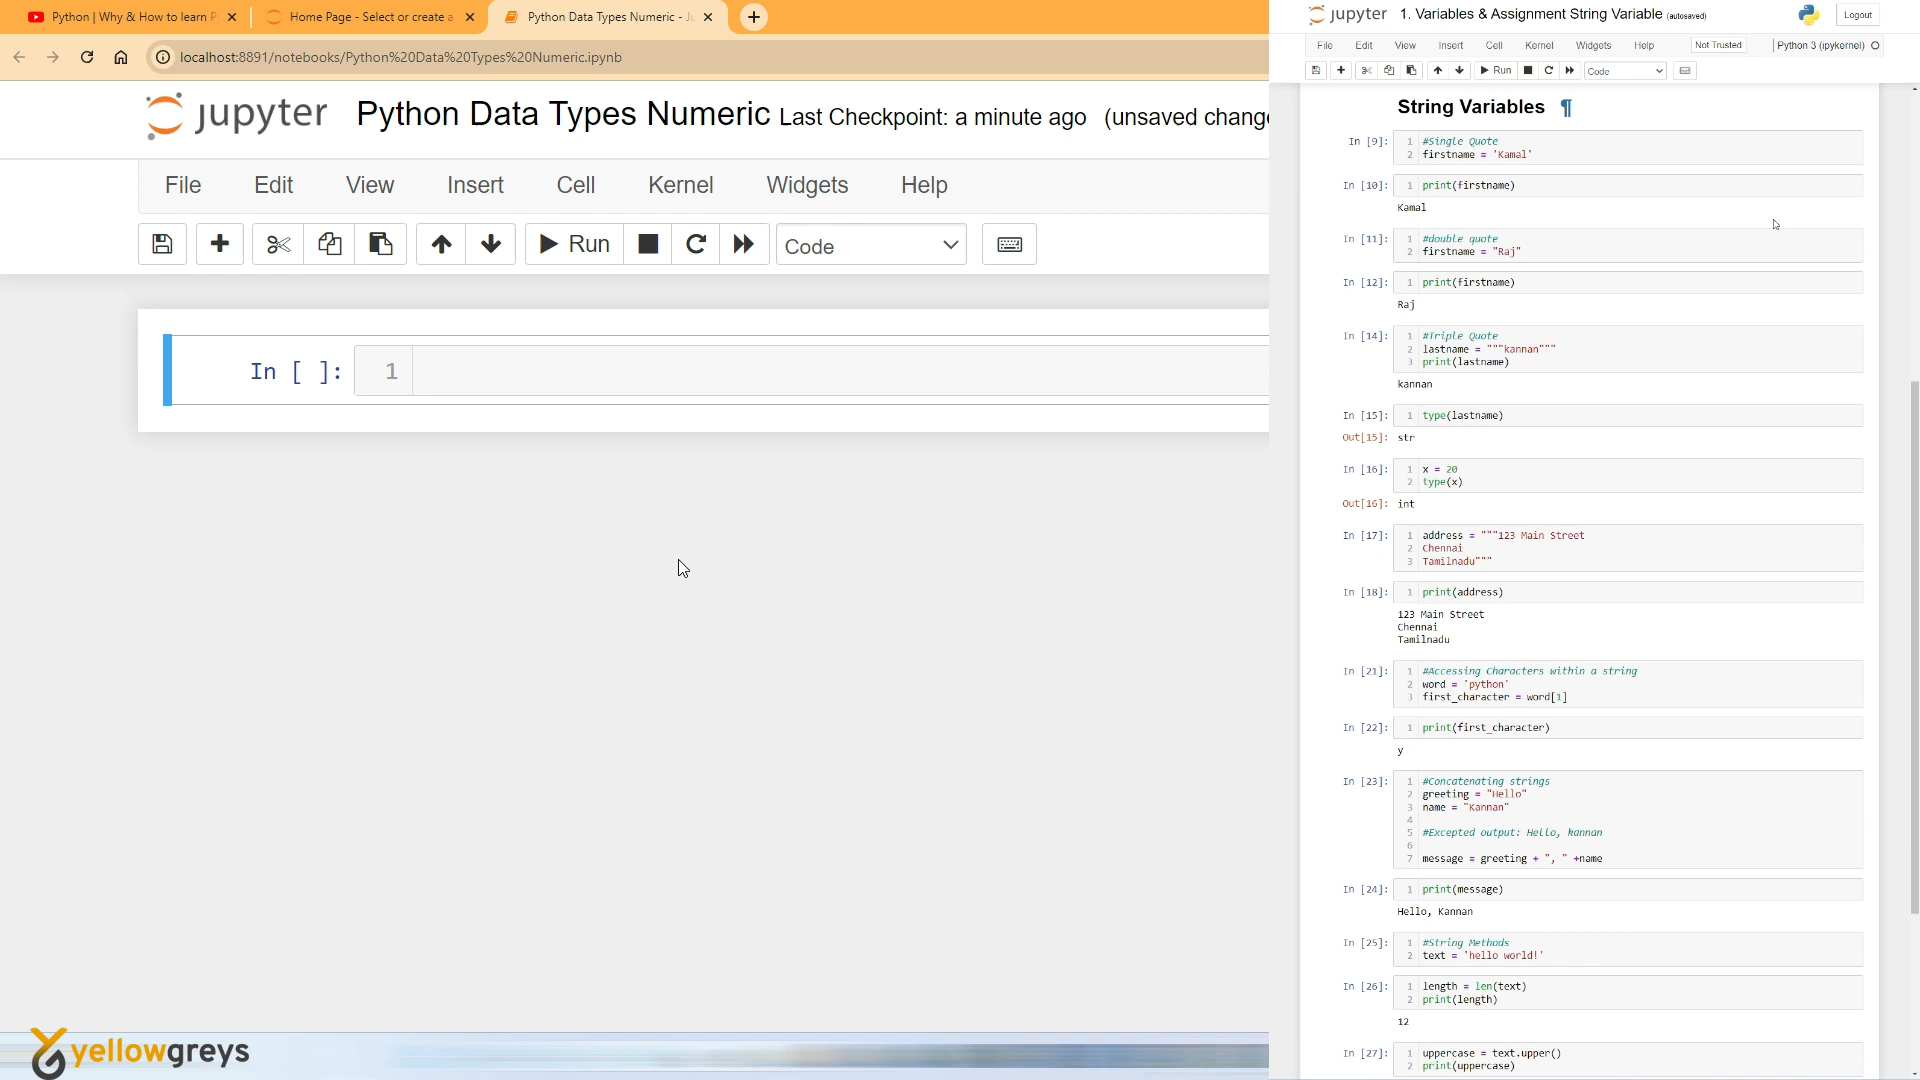 Python | Why & How to learn P
Home Page - Select or create a
Python Data Types Numeric - Ju
localhost:8891/notebooks/Python%20Data%20Types%20Numeric.ipynb
jupyter Python Data Types Numeric Last Checkpoint: a minute ago (unsaved change
File Edit View Insert Cell Kernel Widgets Help
Run Code
In [ ]: 1
yellowgreys
jupyter 1. Variables & Assignment String Variable (autosaved) Logout
File Edit View Insert Cell Kernel Widgets Help Not Trusted Python 3 (ipykernel)
Run Code
String Variables ¶
In [9]: 1 #Single Quote
2 firstname = 'Kamal'
In [10]: 1 print(firstname)
Kamal
In [11]: 1 #double quote
2 firstname = "Raj"
In [12]: 1 print(firstname)
Raj
In [14]: 1 #Triple Quote
2 lastname = """kannan"""
3 print(lastname)
kannan
In [15]: 1 type(lastname)
Out[15]: str
In [16]: 1 x = 20
2 type(x)
Out[16]: int
In [17]: 1 address = """123 Main Street
2 Chennai
3 Tamilnadu"""
In [18]: 1 print(address)
123 Main Street
Chennai
Tamilnadu
In [21]: 1 #Accessing Characters within a string
2 word = 'python'
3 first_character = word[1]
In [22]: 1 print(first_character)
y
In [23]: 1 #Concatenating strings
2 greeting = "Hello"
3 name = "Kannan"
4
5 #Excepted output: Hello, kannan
6
7 message = greeting + ", " +name
In [24]: 1 print(message)
Hello, Kannan
In [25]: 1 #String Methods
2 text = 'hello world!'
In [26]: 1 length = len(text)
2 print(length)
12
In [27]: 1 uppercase = text.upper()
2 print(uppercase)